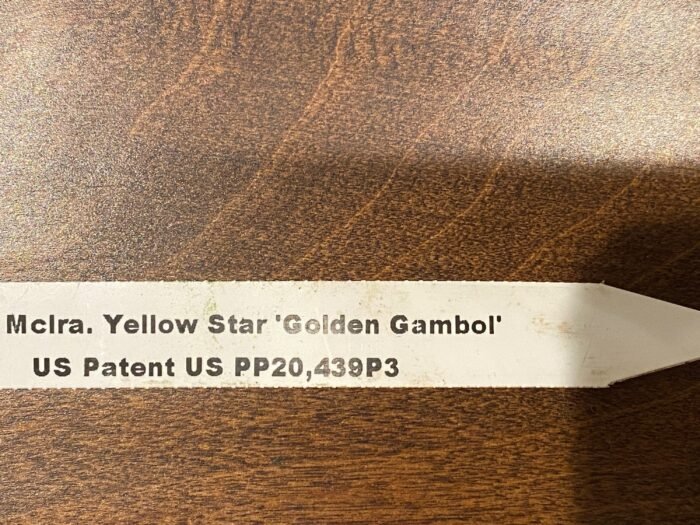 Mclra. Yellow Star 'Golden Gambol'
US Patent US PP20,439P3